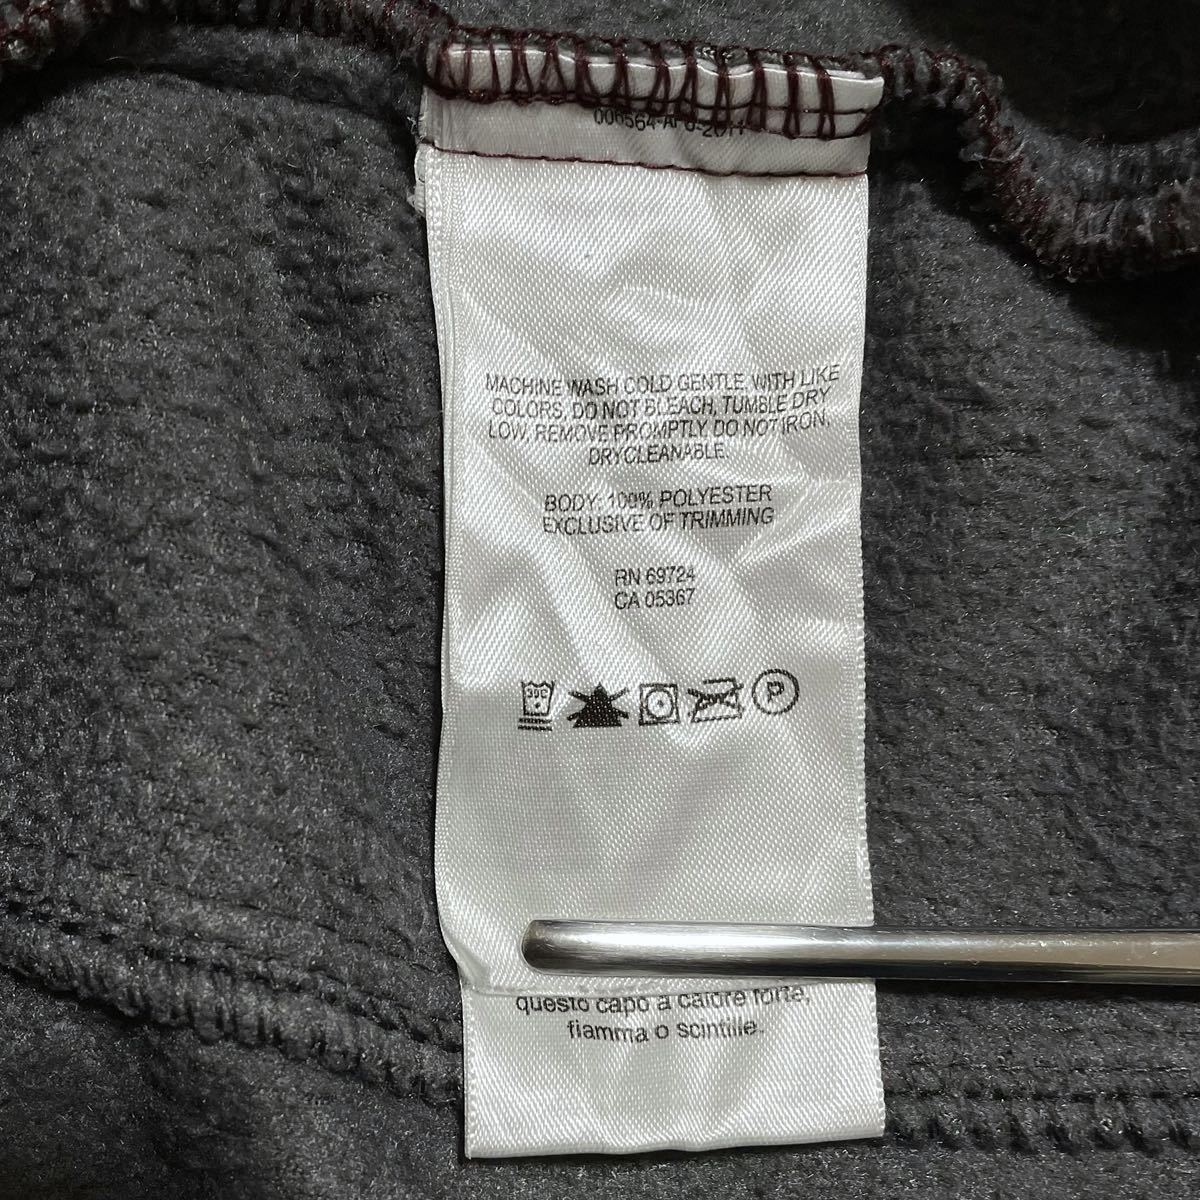 MACHINE WASH COLD GENTLE, WITH LIKE
COLORS, DO NOT BLEACH, TUMBLE DRY
LOW, REMOVE PROMPTLY, DO NOT IRON,
DRYCLEANABLE.
BODY: 100% POLYESTER
EXCLUSIVE OF TRIMMING
RN 69724
CA 05367
30C
P
questo capo a calore forte,
fiamma o scintille.